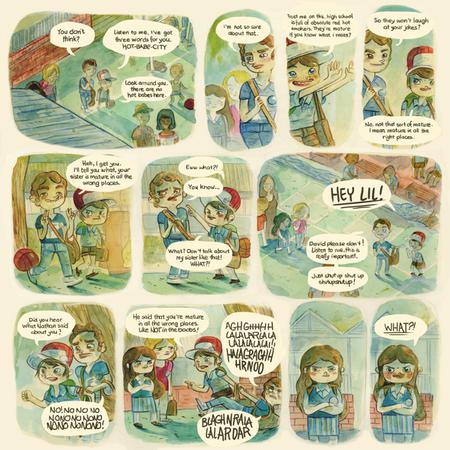 You don't
think?
Listen to me, I've got
three words for you.
HOT-BABE-CITY
Look around you,
there are no
hot babes here.
I'm not so sure
about that.
Trust me on this, high school
is full of absolute red hot
smokers. They're mature
if you know what I mean?
So they won't laugh
at your jokes?
No, not that sort of mature.
I mean, mature in all the
right places.
Heh, I get you.
I'll tell you what, your
sister is mature in all the
wrong places.
Eww what?!
You know...
What? Don't talk about
my sister like that!
WHAT?!
HEY LIL!
David please don't!
Listen to me, this is
really important!
Just shut up shut up
shutupshutup!
Did you hear
what Nathan said
about you?
NO! NO NO NO
NONONO NONO
NONO NONONO!
He said that you're mature
in all the wrong places.
Like NOT in the boobs!
AGHGHHHH
LALALALALA
LALALALA!!!
HNAGRAGHH
HRNOO
BLAGHNRALA
LALARDAR
WHAT?!